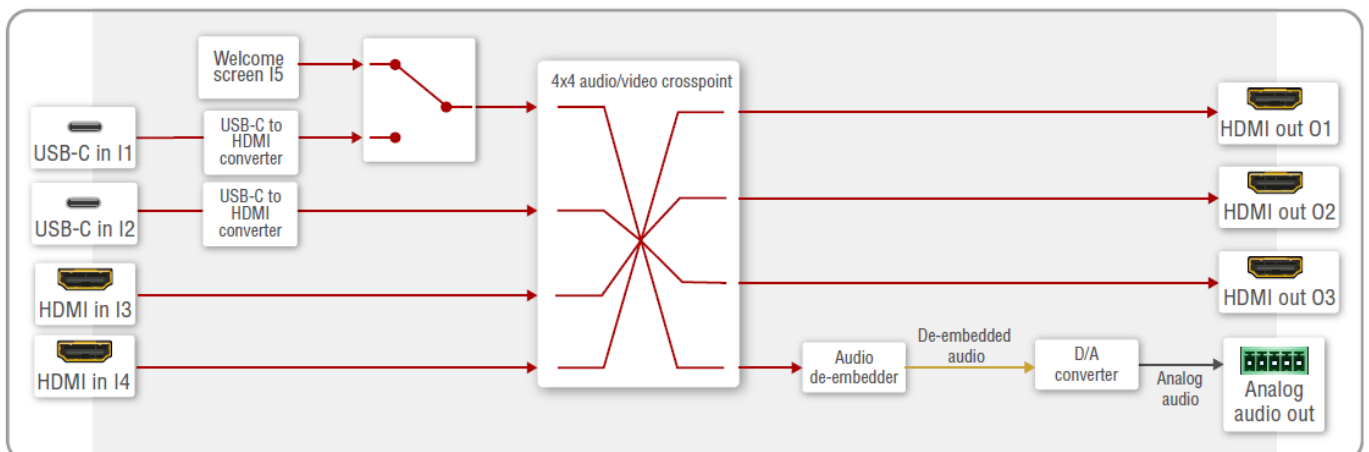 Welcome
screen I5
USB-C in I1
USB-C to
HDMI
converter
4x4 audio/video crosspoint
HDMI out O1
USB-C in I2
USB-C to
HDMI
converter
HDMI out O2
HDMI in I3
HDMI out O3
HDMI in I4
Audio
de-embedder
De-embedded
audio
D/A
converter
Analog
audio
Analog
audio out